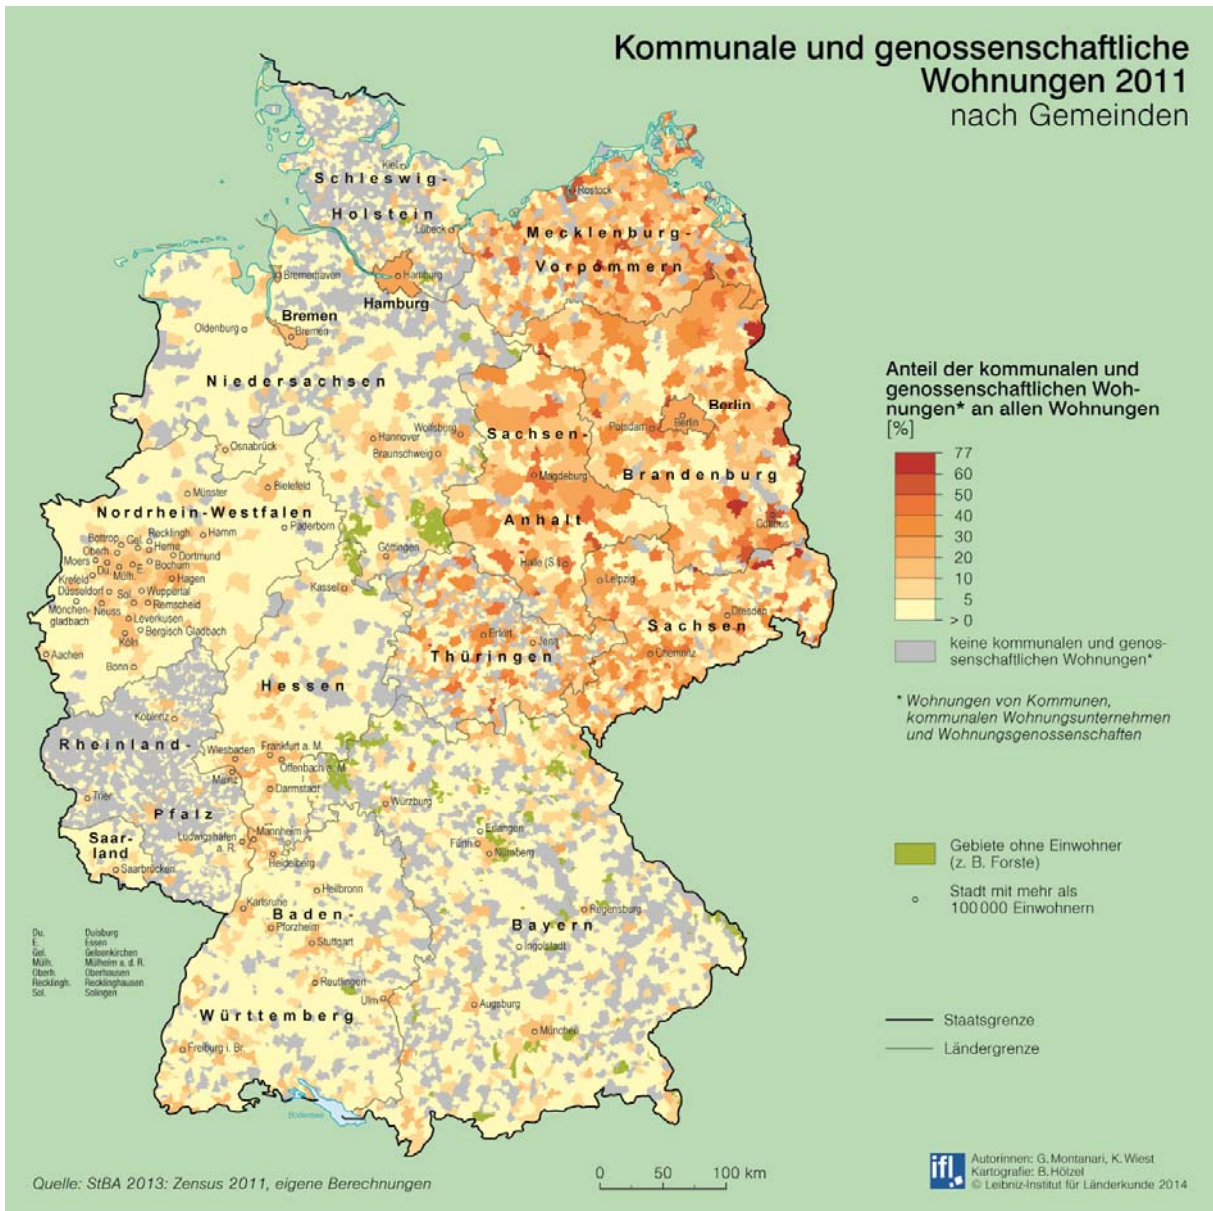 Kommunale und genossenschaftliche
Wohnungen 2011
nach Gemeinden
Kiel
Schleswig-
Holstein
Lübeck
Rostock
Mecklenburg-
Vorpommern
Bremerhaven
Hamburg
Hamburg
Bremen
Bremen
Oldenburg
Niedersachsen
Berlin
Berlin
Potsdam
Wolfsburg
Hannover
Braunschweig
Osnabrück
Sachsen-
Anhalt
Magdeburg
Brandenburg
Cottbus
Bielefeld
Münster
Nordrhein-Westfalen
Paderborn
Recklingh.
Hamm
Bottrop
Gel.
Herne
Oberh.
Dortmund
Moers
Du.
E.
Bochum
Mülh.
Krefeld
Hagen
Düsseldorf
Sol.
Wuppertal
Mönchen-
gladbach
Neuss
Remscheid
Leverkusen
Bergisch Gladbach
Köln
Aachen
Bonn
Göttingen
Kassel
Halle (S.)
Leipzig
Dresden
Sachsen
Chemnitz
Erfurt
Jena
Thüringen
Hessen
Koblenz
Rheinland-
Pfalz
Wiesbaden
Frankfurt a. M.
Offenbach a. M.
Mainz
Darmstadt
Trier
Würzburg
Saar-
land
Saarbrücken
Ludwigshafen
a. R.
Mannheim
Heidelberg
Erlangen
Fürth
Nürnberg
Heilbronn
Karlsruhe
Baden-
Württemberg
Pforzheim
Stuttgart
Regensburg
Bayern
Ingolstadt
Reutlingen
Ulm
Augsburg
München
Freiburg i. Br.
Bodensee
Anteil der kommunalen und
genossenschaftlichen Woh-
nungen* an allen Wohnungen
[%]
77
60
50
40
30
20
10
5
> 0
keine kommunalen und genos-
senschaftlichen Wohnungen*
* Wohnungen von Kommunen,
kommunalen Wohnungsunternehmen
und Wohnungsgenossenschaften
Gebiete ohne Einwohner
(z. B. Forste)
Stadt mit mehr als
100 000 Einwohnern
Du. Duisburg
E. Essen
Gel. Gelsenkirchen
Mülh. Mülheim a. d. R.
Oberh. Oberhausen
Recklingh. Recklinghausen
Sol. Solingen
Staatsgrenze
Ländergrenze
0 50 100 km
Quelle: StBA 2013: Zensus 2011, eigene Berechnungen
ifl
Autorinnen: G. Montanari, K. Wiest
Kartografie: B. Hölzel
© Leibniz-Institut für Länderkunde 2014